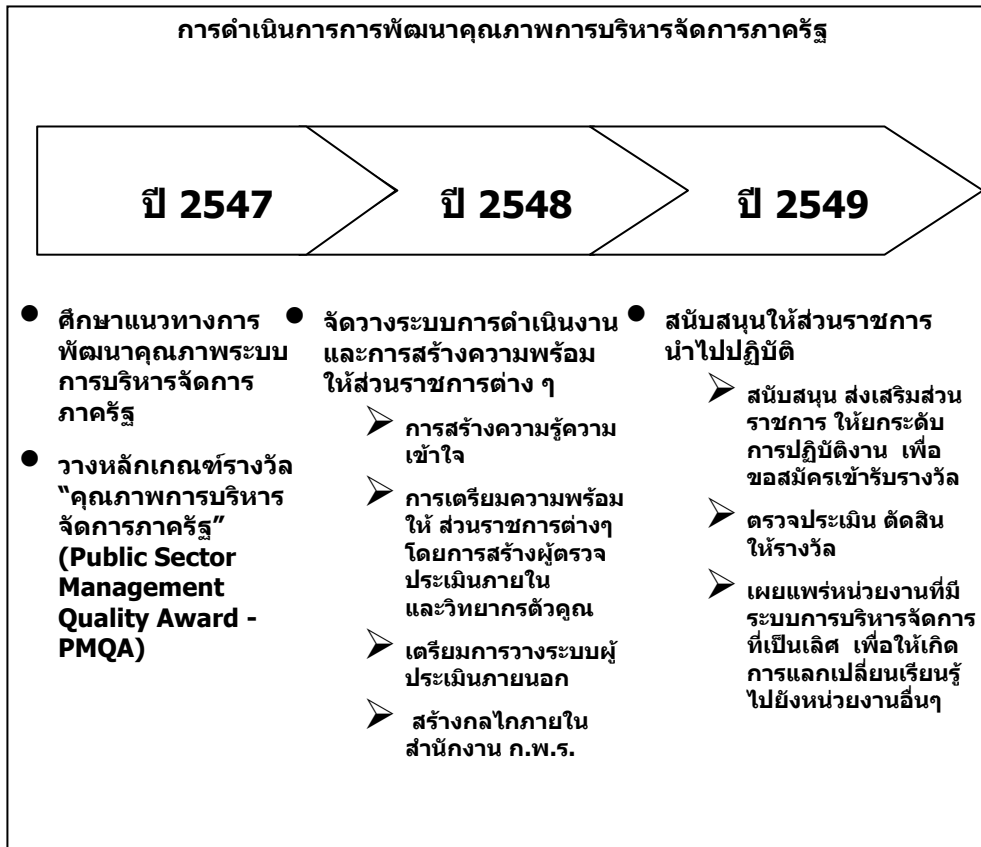 การดำเนินการการพัฒนาคุณภาพการบริหารจัดการภาครัฐ
ปี 2547
ปี 2548
ปี 2549
● ศึกษาแนวทางการ
พัฒนาคุณภาพระบบ
การบริหารจัดการ
ภาครัฐ
● วางหลักเกณฑ์รางวัล
“คุณภาพการบริหาร
จัดการภาครัฐ”
(Public Sector
Management
Quality Award -
PMQA)
● จัดวางระบบการดำเนินงาน
และการสร้างความพร้อม
ให้ส่วนราชการต่าง ๆ
➢ การสร้างความรู้ความ
เข้าใจ
➢ การเตรียมความพร้อม
ให้ ส่วนราชการต่างๆ
โดยการสร้างผู้ตรวจ
ประเมินภายใน
และวิทยากรตัวคูณ
➢ เตรียมการวางระบบผู้
ประเมินภายนอก
➢ สร้างกลไกภายใน
สำนักงาน ก.พ.ร.
● สนับสนุนให้ส่วนราชการ
นำไปปฏิบัติ
➢ สนับสนุน ส่งเสริมส่วน
ราชการ ให้ยกระดับ
การปฏิบัติงาน เพื่อ
ขอสมัครเข้ารับรางวัล
➢ ตรวจประเมิน ตัดสิน
ให้รางวัล
➢ เผยแพร่หน่วยงานที่มี
ระบบการบริหารจัดการ
ที่เป็นเลิศ เพื่อให้เกิด
การแลกเปลี่ยนเรียนรู้
ไปยังหน่วยงานอื่นๆ